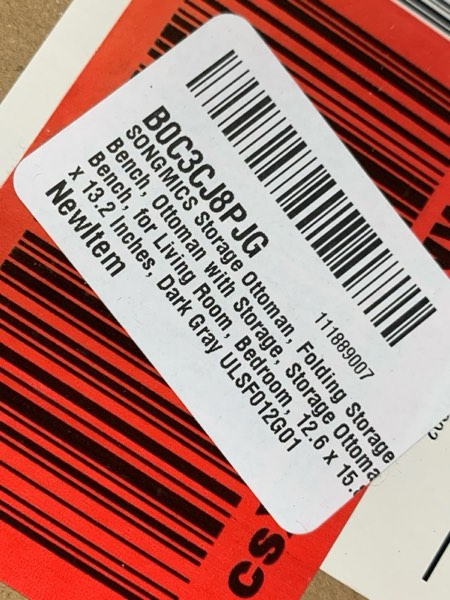 111889007
B0C3CJ8PJG
SONGMICS Storage Ottoman, Folding Storage
Bench, Ottoman with Storage, Storage Ottoma
Bench, for Living Room, Bedroom, 12.6 x 15.
x 13.2 Inches, Dark Gray ULSF012G01
NewItem
CS